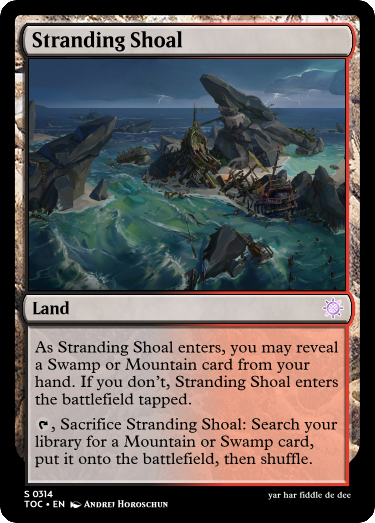 Stranding Shoal
Land
As Stranding Shoal enters, you may reveal
a Swamp or Mountain card from your
hand. If you don't, Stranding Shoal enters
the battlefield tapped.
, Sacrifice Stranding Shoal: Search your
library for a Mountain or Swamp card,
put it onto the battlefield, then shuffle.
S 0314
TOC • EN Andrej Horoschun
yar har fiddle de dee